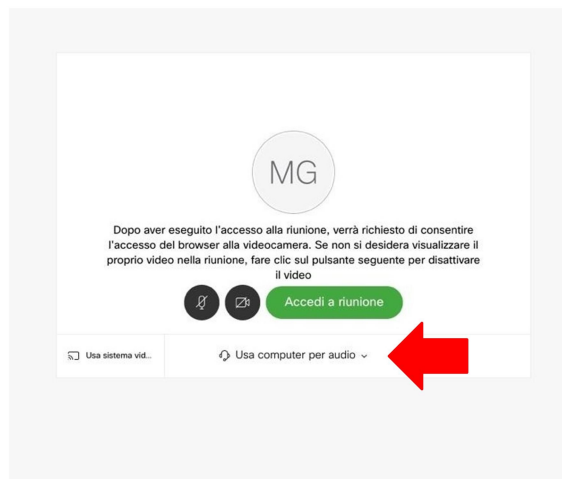 MG
Dopo aver eseguito l'accesso alla riunione, verrà richiesto di consentire
l'accesso del browser alla videocamera. Se non si desidera visualizzare il
proprio video nella riunione, fare clic sul pulsante seguente per disattivare
il video
Accedi a riunione
Usa sistema vid...
Usa computer per audio